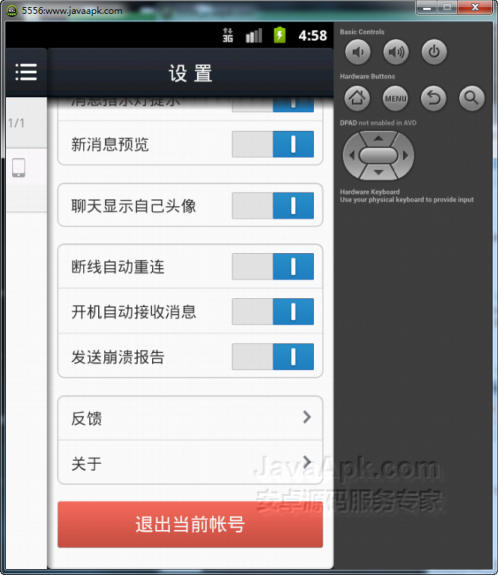 5556:www.javaapk.com
3G
4:58
设 置
1/1
消息指示灯提示
新消息预览
聊天显示自己头像
断线自动重连
开机自动接收消息
发送崩溃报告
反馈
关于
退出当前帐号
Basic Controls
Hardware Buttons
MENU
DPAD not enabled in AVD
Hardware Keyboard
Use your physical keyboard to provide input
JavaApk.com
安卓源码服务专家